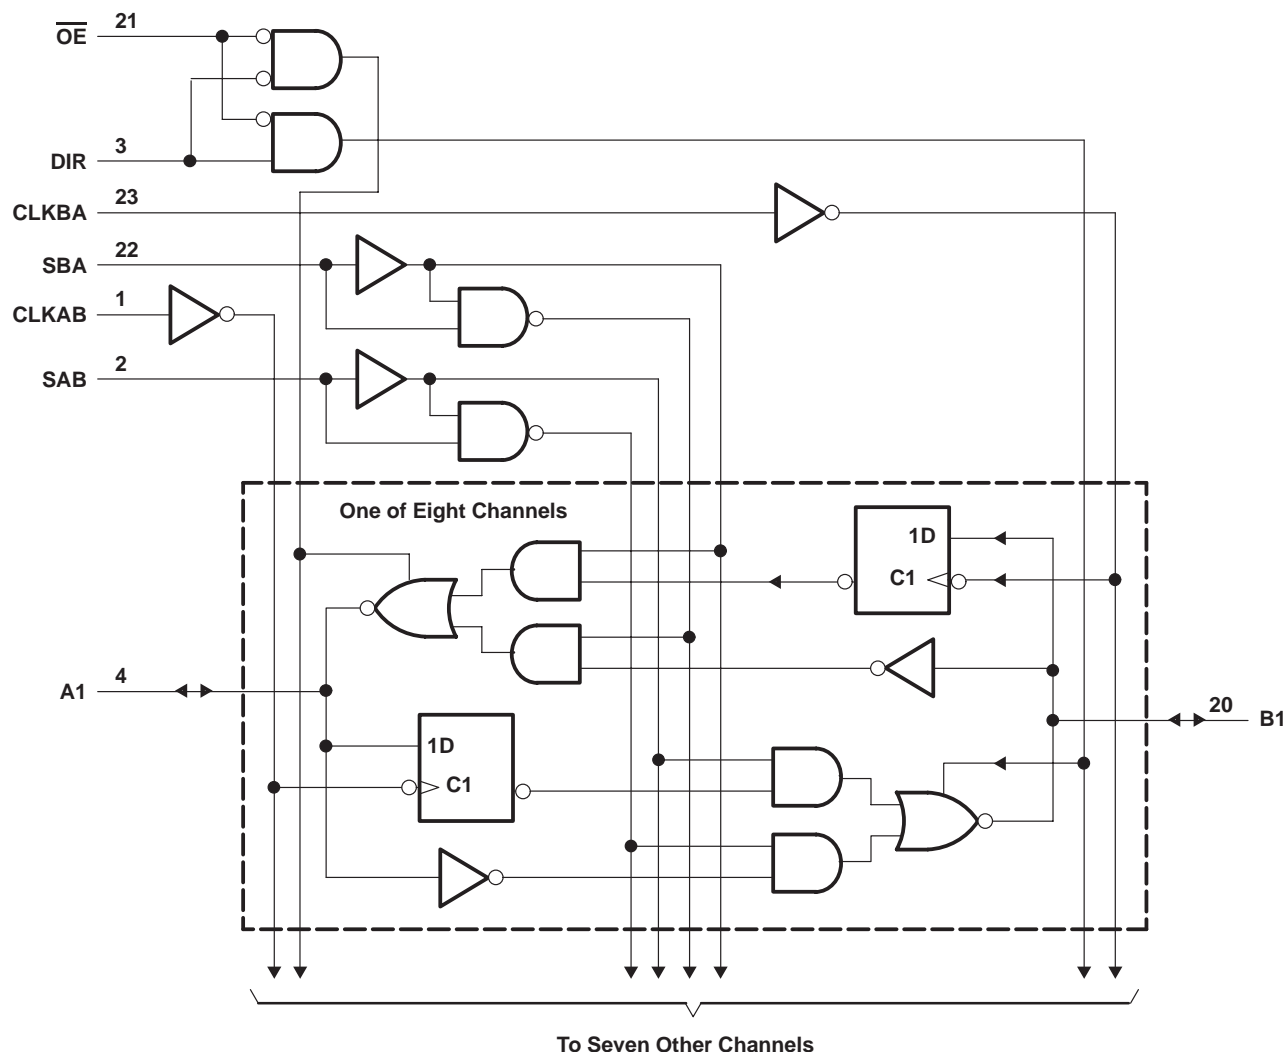 21
O̅E̅
3
DIR
23
CLKBA
22
SBA
1
CLKAB
2
SAB
One of Eight Channels
1D
C1
4
A1
20
B1
1D
C1
To Seven Other Channels